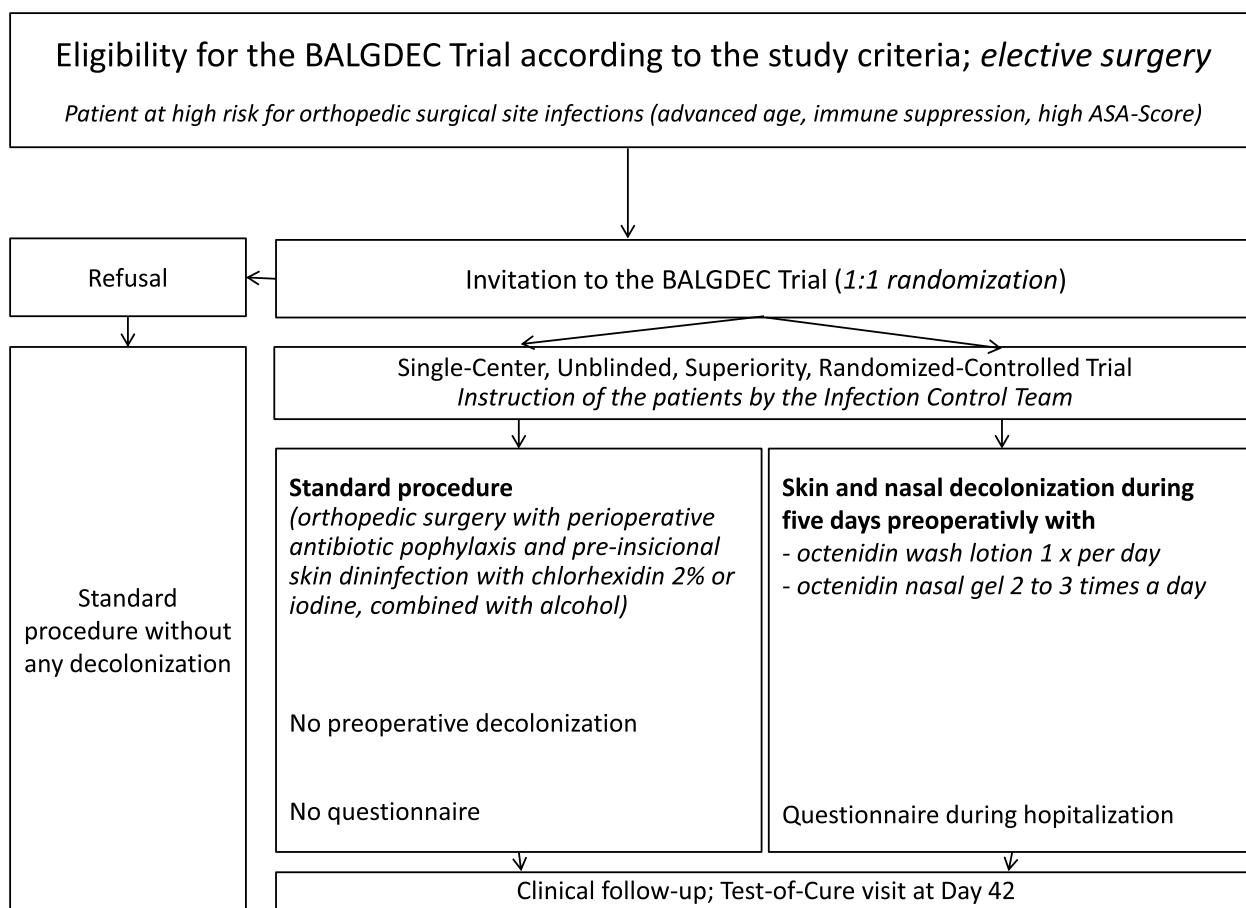 Eligibility for the BALGDEC Trial according to the study criteria; elective surgery
Patient at high risk for orthopedic surgical site infections (advanced age, immune suppression, high ASA-Score)
Refusal
Invitation to the BALGDEC Trial (1:1 randomization)
Single-Center, Unblinded, Superiority, Randomized-Controlled Trial
Instruction of the patients by the Infection Control Team
Standard
procedure without
any decolonization
Standard procedure
(orthopedic surgery with perioperative
antibiotic pophylaxis and pre-insicional
skin dininfection with chlorhexidin 2% or
iodine, combined with alcohol)
No preoperative decolonization
No questionnaire
Skin and nasal decolonization during
five days preoperativly with
- octenidin wash lotion 1 x per day
- octenidin nasal gel 2 to 3 times a day
Questionnaire during hopitalization
Clinical follow-up; Test-of-Cure visit at Day 42